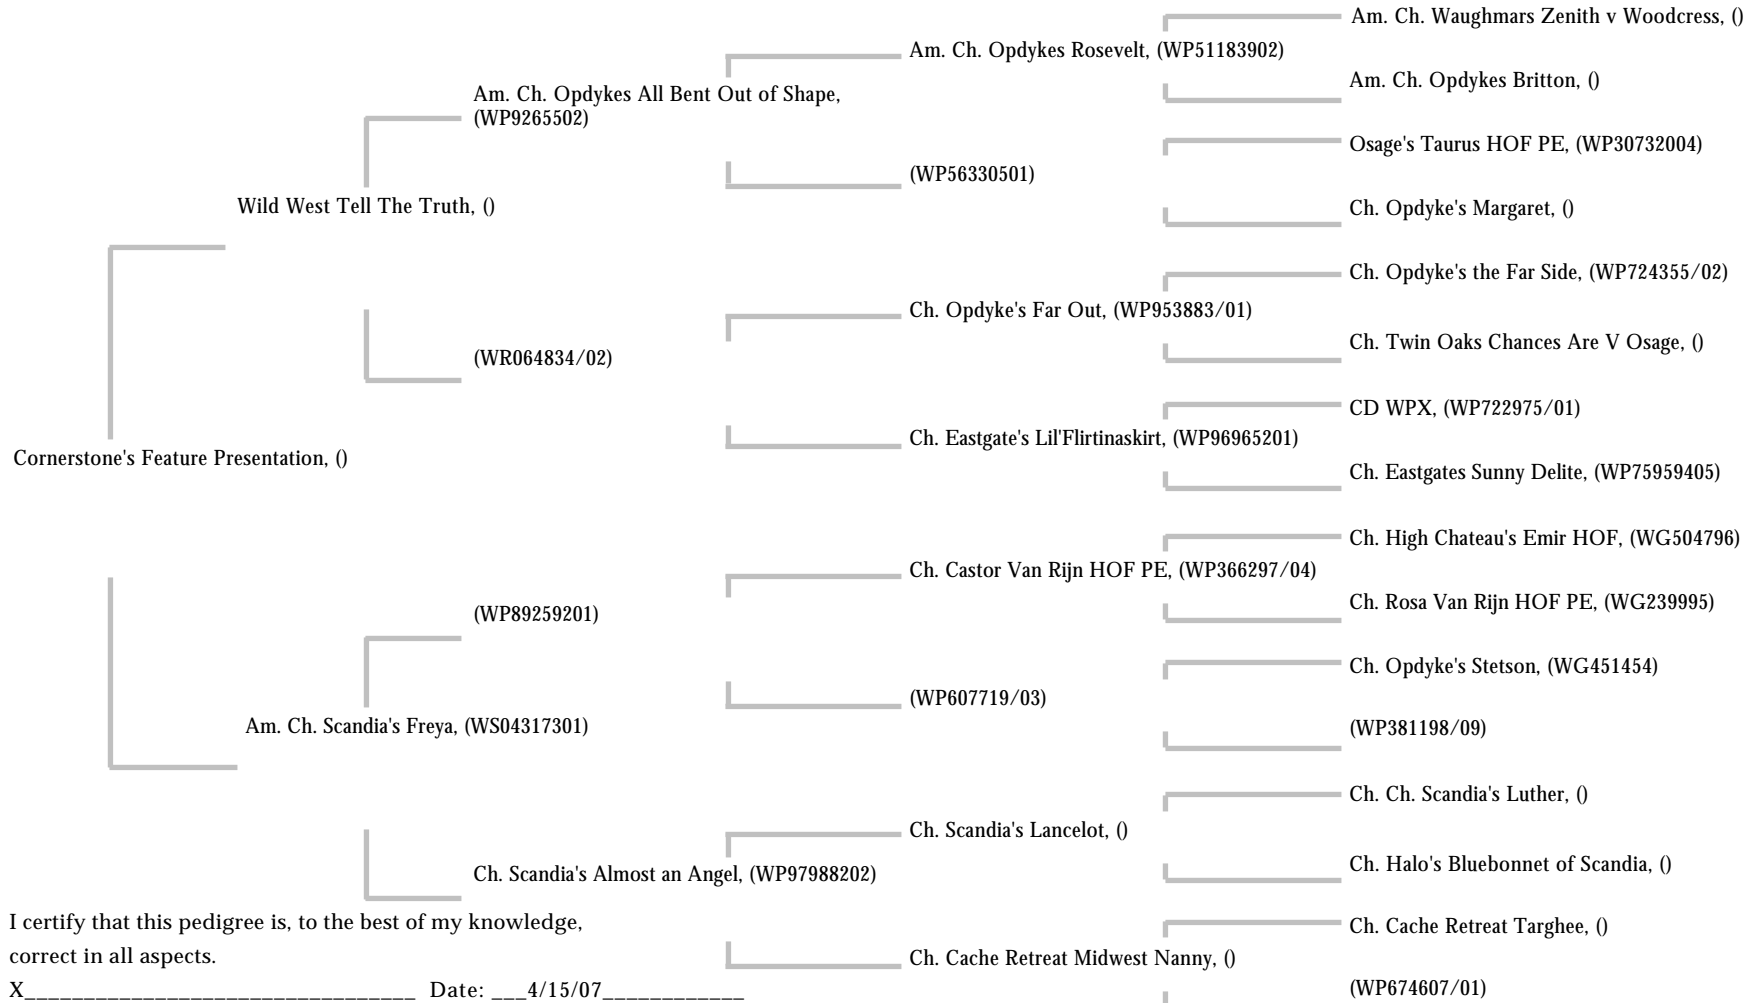 Am. Ch. Waughmars Zenith v Woodcress, ()
Am. Ch. Opdykes Rosevelt, (WP51183902)
Am. Ch. Opdykes Britton, ()
Am. Ch. Opdykes All Bent Out of Shape,
(WP9265502)
Osage's Taurus HOF PE, (WP30732004)
(WP56330501)
Ch. Opdyke's Margaret, ()
Wild West Tell The Truth, ()
Ch. Opdyke's the Far Side, (WP724355/02)
Ch. Opdyke's Far Out, (WP953883/01)
Ch. Twin Oaks Chances Are V Osage, ()
(WR064834/02)
CD WPX, (WP722975/01)
Ch. Eastgate's Lil'Flirtinaskirt, (WP96965201)
Ch. Eastgates Sunny Delite, (WP75959405)
Cornerstone's Feature Presentation, ()
Ch. High Chateau's Emir HOF, (WG504796)
Ch. Castor Van Rijn HOF PE, (WP366297/04)
Ch. Rosa Van Rijn HOF PE, (WG239995)
(WP89259201)
Ch. Opdyke's Stetson, (WG451454)
(WP607719/03)
(WP381198/09)
Am. Ch. Scandia's Freya, (WS04317301)
Ch. Ch. Scandia's Luther, ()
Ch. Scandia's Lancelot, ()
Ch. Halo's Bluebonnet of Scandia, ()
Ch. Scandia's Almost an Angel, (WP97988202)
Ch. Cache Retreat Targhee, ()
Ch. Cache Retreat Midwest Nanny, ()
(WP674607/01)
I certify that this pedigree is, to the best of my knowledge,
correct in all aspects.
X_________________________________ Date: ___4/15/07____________